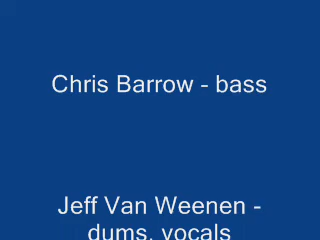 Chris Barrow - bass
Jeff Van Weenen -
dums, vocals